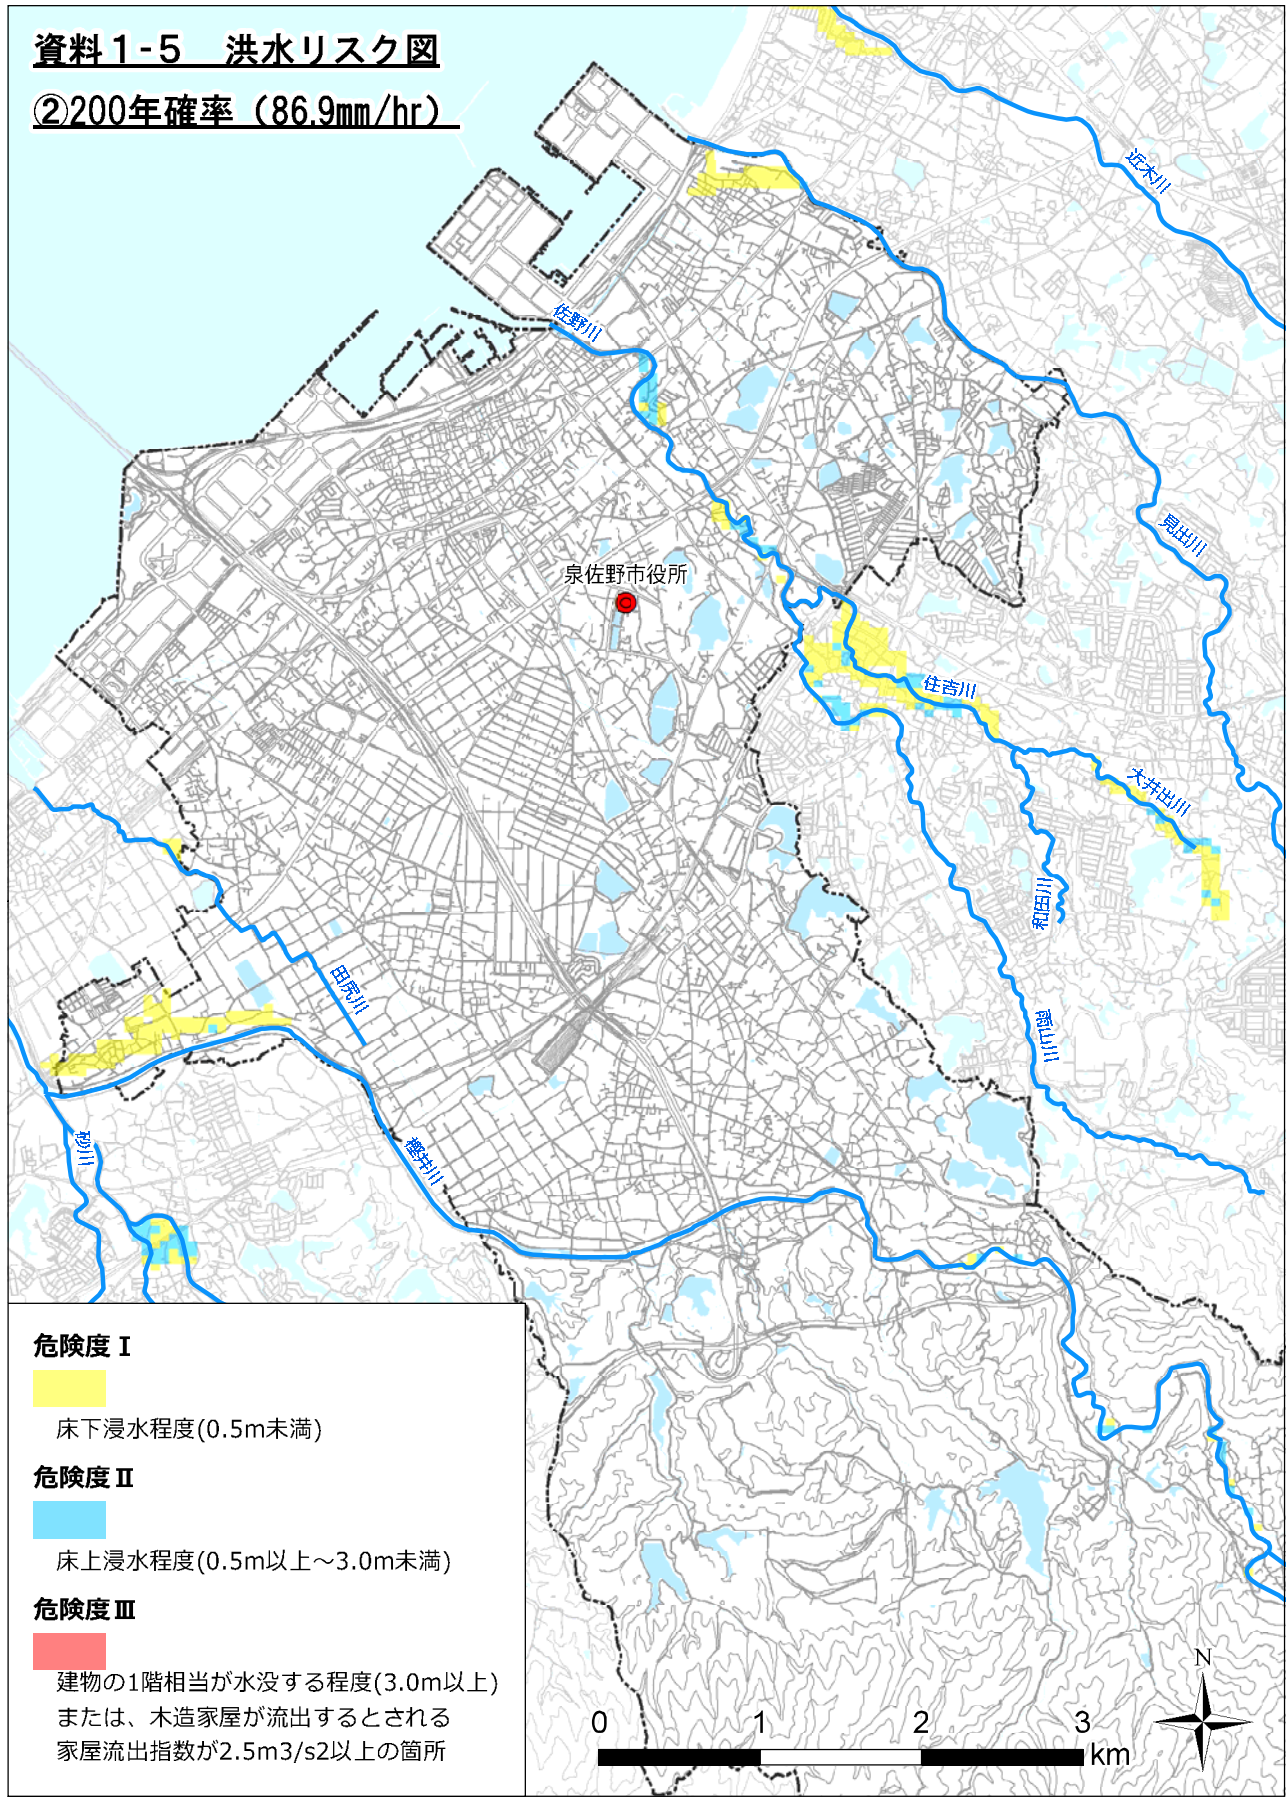 資料1-5　洪水リスク図
②200年確率（86.9mm/hr）
近木川
佐野川
見出川
泉佐野市役所
住吉川
大井出川
和田川
田尻川
雨山川
砂川
樫井川
危険度Ⅰ
床下浸水程度(0.5m未満)
危険度Ⅱ
床上浸水程度(0.5m以上～3.0m未満)
危険度Ⅲ
建物の1階相当が水没する程度(3.0m以上)
または、木造家屋が流出するとされる
家屋流出指数が2.5m3/s2以上の箇所
N
0 1 2 3
km